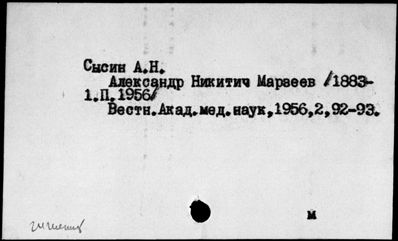 Сысин А.Н.
Александр Никитич Марзеев /1883-
1.П.1956/
Вестн.Акад.мед.наук,1956,2,92-93.
м